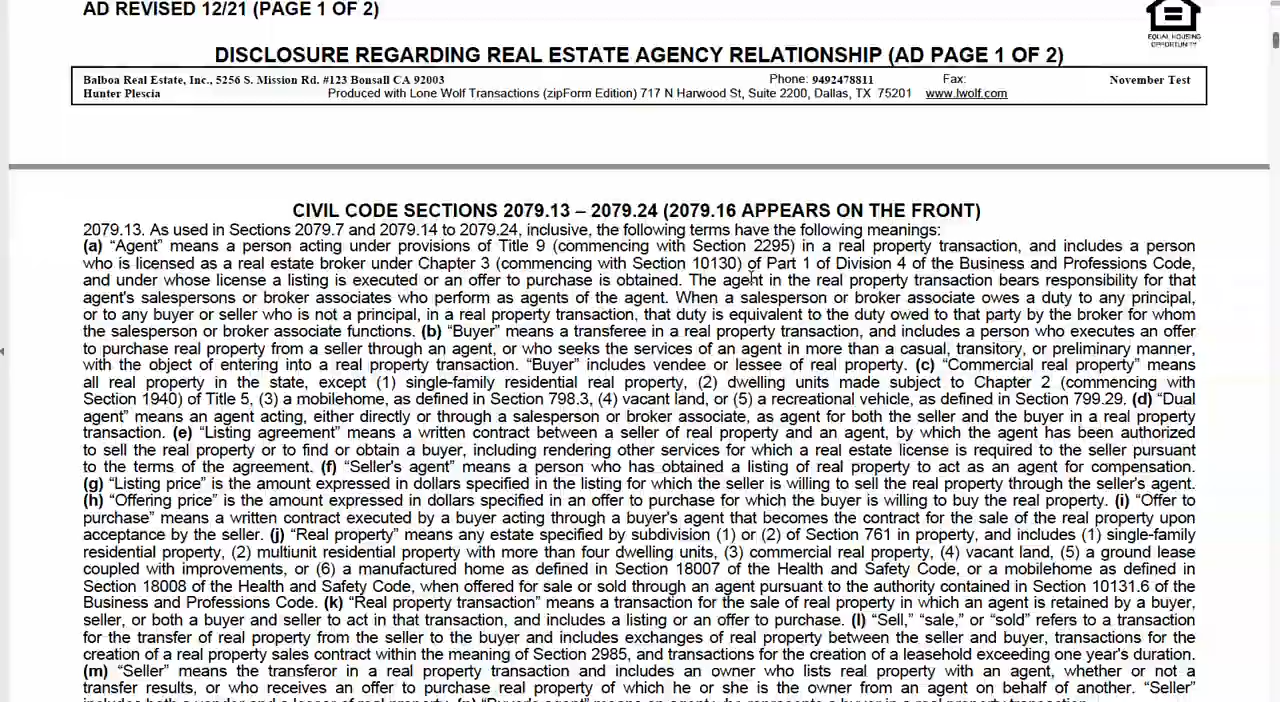 AD REVISED 12/21 (PAGE 1 OF 2)
EQUAL HOUSING
OPPORTUNITY
DISCLOSURE REGARDING REAL ESTATE AGENCY RELATIONSHIP (AD PAGE 1 OF 2)
Balboa Real Estate, Inc., 5256 S. Mission Rd. #123 Bonsall CA 92003 Phone: 9492478811 Fax: November Test
Hunter Plescia Produced with Lone Wolf Transactions (zipForm Edition) 717 N Harwood St, Suite 2200, Dallas, TX 75201 www.lwolf.com
CIVIL CODE SECTIONS 2079.13 – 2079.24 (2079.16 APPEARS ON THE FRONT)
2079.13. As used in Sections 2079.7 and 2079.14 to 2079.24, inclusive, the following terms have the following meanings:
(a) “Agent” means a person acting under provisions of Title 9 (commencing with Section 2295) in a real property transaction, and includes a person
who is licensed as a real estate broker under Chapter 3 (commencing with Section 10130) of Part 1 of Division 4 of the Business and Professions Code,
and under whose license a listing is executed or an offer to purchase is obtained. The agent in the real property transaction bears responsibility for that
agent's salespersons or broker associates who perform as agents of the agent. When a salesperson or broker associate owes a duty to any principal,
or to any buyer or seller who is not a principal, in a real property transaction, that duty is equivalent to the duty owed to that party by the broker for whom
the salesperson or broker associate functions. (b) “Buyer” means a transferee in a real property transaction, and includes a person who executes an offer
to purchase real property from a seller through an agent, or who seeks the services of an agent in more than a casual, transitory, or preliminary manner,
with the object of entering into a real property transaction. “Buyer” includes vendee or lessee of real property. (c) “Commercial real property” means
all real property in the state, except (1) single-family residential real property, (2) dwelling units made subject to Chapter 2 (commencing with
Section 1940) of Title 5, (3) a mobilehome, as defined in Section 798.3, (4) vacant land, or (5) a recreational vehicle, as defined in Section 799.29. (d) “Dual
agent” means an agent acting, either directly or through a salesperson or broker associate, as agent for both the seller and the buyer in a real property
transaction. (e) “Listing agreement” means a written contract between a seller of real property and an agent, by which the agent has been authorized
to sell the real property or to find or obtain a buyer, including rendering other services for which a real estate license is required to the seller pursuant
to the terms of the agreement. (f) “Seller's agent” means a person who has obtained a listing of real property to act as an agent for compensation.
(g) “Listing price” is the amount expressed in dollars specified in the listing for which the seller is willing to sell the real property through the seller's agent.
(h) “Offering price” is the amount expressed in dollars specified in an offer to purchase for which the buyer is willing to buy the real property. (i) “Offer to
purchase” means a written contract executed by a buyer acting through a buyer's agent that becomes the contract for the sale of the real property upon
acceptance by the seller. (j) “Real property” means any estate specified by subdivision (1) or (2) of Section 761 in property, and includes (1) single-family
residential property, (2) multiunit residential property with more than four dwelling units, (3) commercial real property, (4) vacant land, (5) a ground lease
coupled with improvements, or (6) a manufactured home as defined in Section 18007 of the Health and Safety Code, or a mobilehome as defined in
Section 18008 of the Health and Safety Code, when offered for sale or sold through an agent pursuant to the authority contained in Section 10131.6 of the
Business and Professions Code. (k) “Real property transaction” means a transaction for the sale of real property in which an agent is retained by a buyer,
seller, or both a buyer and seller to act in that transaction, and includes a listing or an offer to purchase. (l) “Sell,” “sale,” or “sold” refers to a transaction
for the transfer of real property from the seller to the buyer and includes exchanges of real property between the seller and buyer, transactions for the
creation of a real property sales contract within the meaning of Section 2985, and transactions for the creation of a leasehold exceeding one year's duration.
(m) “Seller” means the transferor in a real property transaction and includes an owner who lists real property with an agent, whether or not a
transfer results, or who receives an offer to purchase real property of which he or she is the owner from an agent on behalf of another. “Seller”